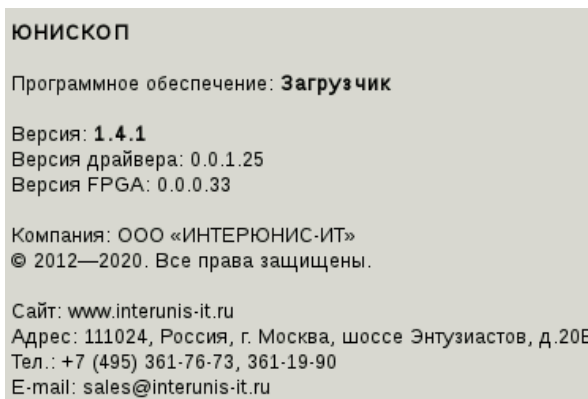 ЮНИСКОП
Программное обеспечение: Загрузчик
Версия: 1.4.1
Версия драйвера: 0.0.1.25
Версия FPGA: 0.0.0.33
Компания: ООО «ИНТЕРЮНИС-ИТ»
© 2012—2020. Все права защищены.
Сайт: www.interunis-it.ru
Адрес: 111024, Россия, г. Москва, шоссе Энтузиастов, д.20Б
Тел.: +7 (495) 361-76-73, 361-19-90
E-mail: sales@interunis-it.ru